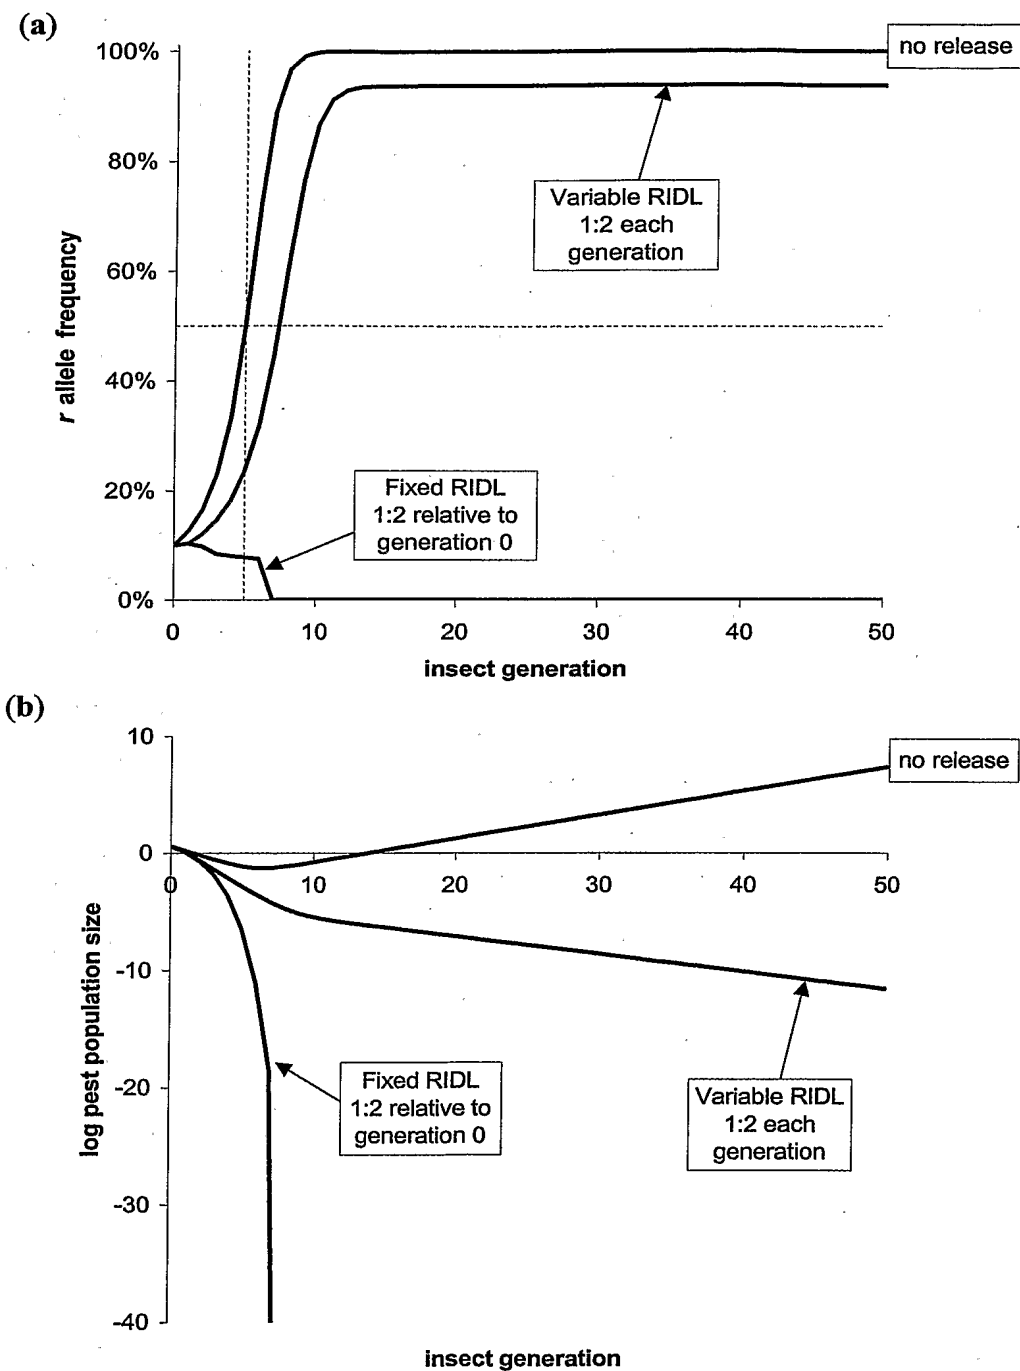 (a)
100%
no release
80%
Variable RIDL
1:2 each
generation
60%
r allele frequency
40%
Fixed RIDL
1:2 relative to
generation 0
20%
0%
0 10 20 30 40 50
insect generation
(b)
10
no release
0
0 10 20 30 40 50
log pest population size
-10
Fixed RIDL
1:2 relative to
generation 0
Variable RIDL
1:2 each
generation
-20
-30
-40
insect generation